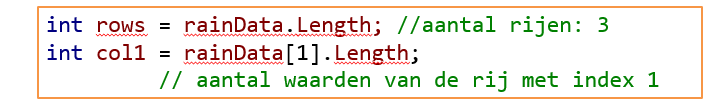 int rows = rainData.Length; //aantal rijen: 3
int col1 = rainData[1].Length;
// aantal waarden van de rij met index 1